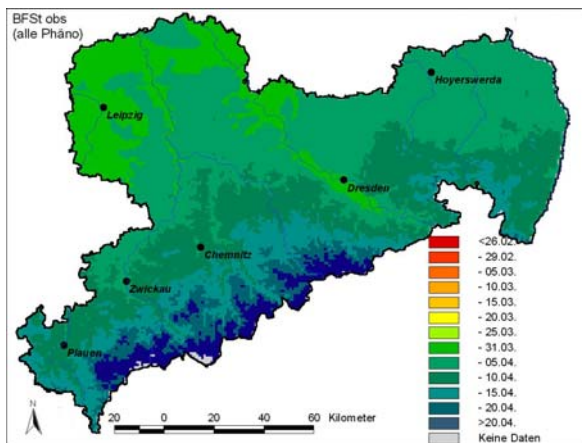 BFSt obs
(alle Phäno)
Hoyerswerda
Leipzig
Dresden
Chemnitz
Zwickau
Plauen
<26.02.
- 29.02.
- 05.03.
- 10.03.
- 15.03.
- 20.03.
- 25.03.
- 31.03.
- 05.04.
- 10.04.
- 15.04.
- 20.04.
>20.04.
Keine Daten
N
20 0 20 40 60 Kilometer